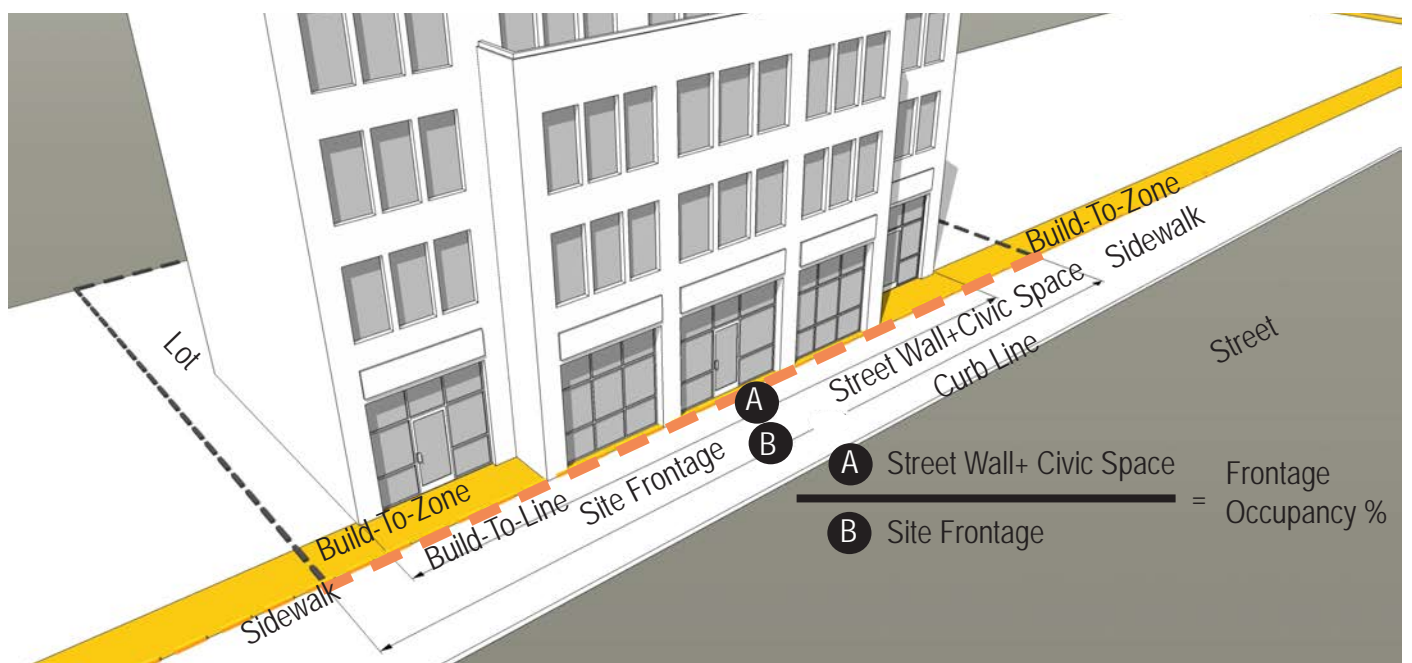 Build-To-Zone
Sidewalk
Street Wall+Civic Space
Curb Line
Street
Lot
A
B
Site Frontage
Build-To-Line
Build-To-Zone
Sidewalk
A Street Wall+ Civic Space
B Site Frontage
= Frontage
Occupancy %